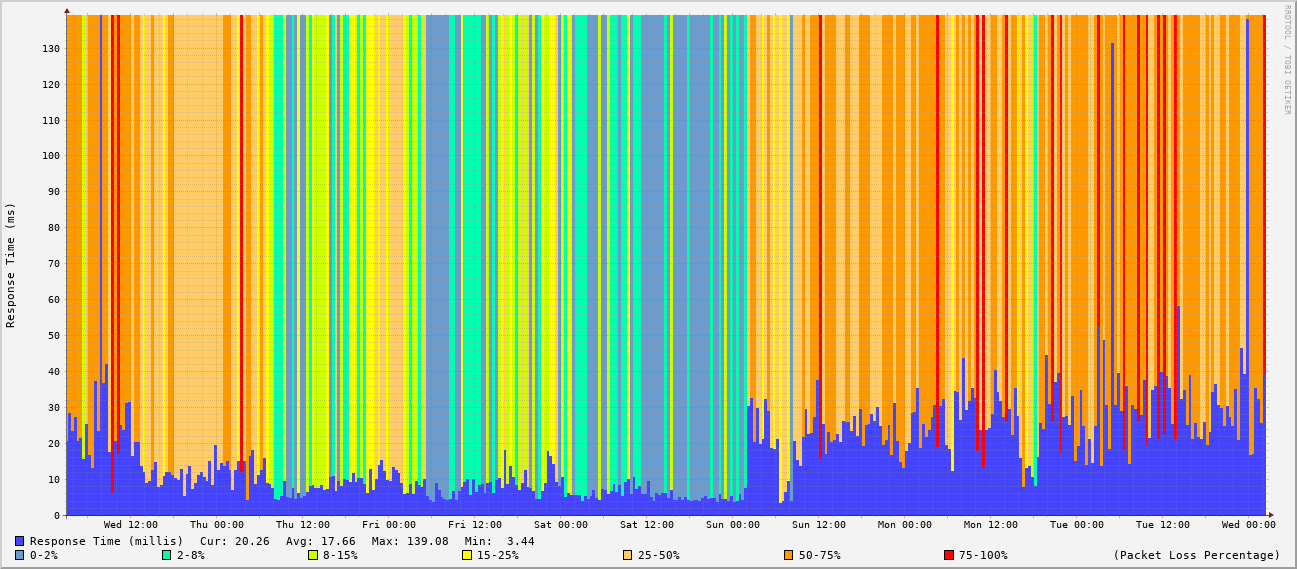 RRDTOOL / TOBI OETIKER
Response Time (ms)
130
120
110
100
90
80
70
60
50
40
30
20
10
0
Wed 12:00 Thu 00:00 Thu 12:00 Fri 00:00 Fri 12:00 Sat 00:00 Sat 12:00 Sun 00:00 Sun 12:00 Mon 00:00 Mon 12:00 Tue 00:00 Tue 12:00 Wed 00:00
Response Time (millis) Cur: 20.26 Avg: 17.66 Max: 139.08 Min: 3.44
0-2% 2-8% 8-15% 15-25% 25-50% 50-75% 75-100% (Packet Loss Percentage)